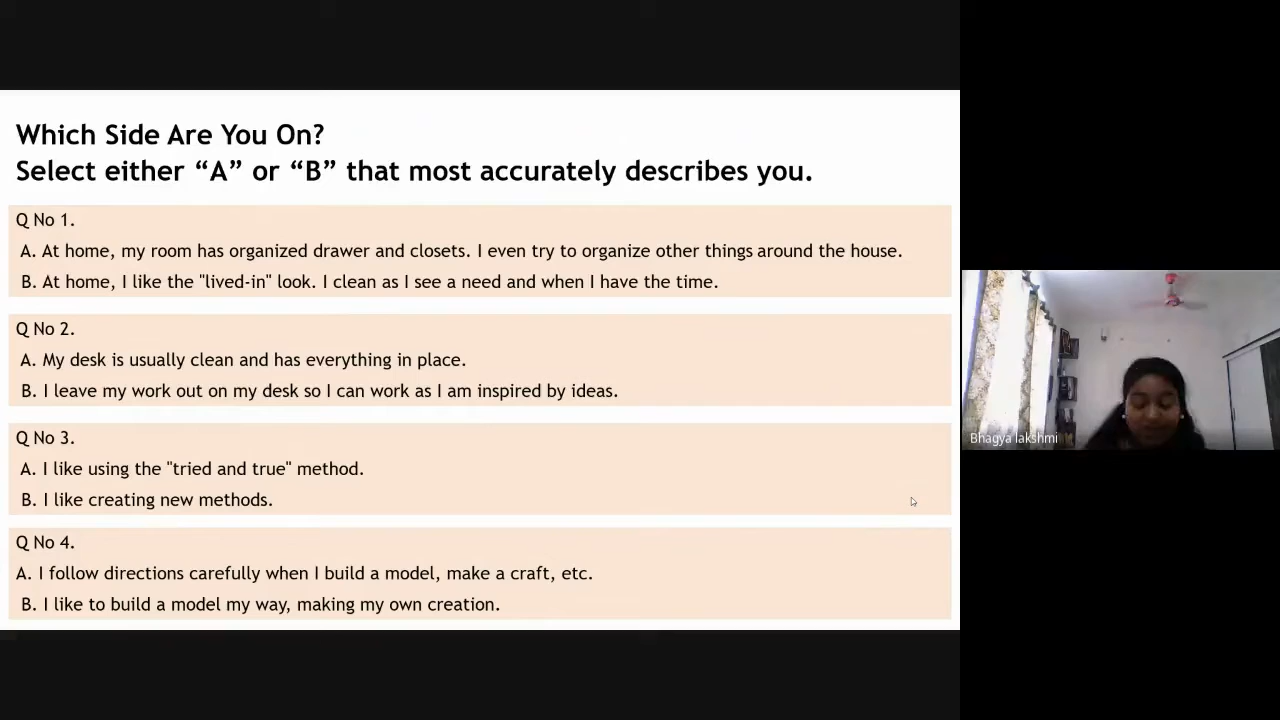 Which Side Are You On?
Select either “A” or “B” that most accurately describes you.
Q No 1.
A. At home, my room has organized drawer and closets. I even try to organize other things around the house.
B. At home, I like the "lived-in" look. I clean as I see a need and when I have the time.
Q No 2.
A. My desk is usually clean and has everything in place.
B. I leave my work out on my desk so I can work as I am inspired by ideas.
Q No 3.
A. I like using the "tried and true" method.
B. I like creating new methods.
Q No 4.
A. I follow directions carefully when I build a model, make a craft, etc.
B. I like to build a model my way, making my own creation.
Bhagya lakshmi